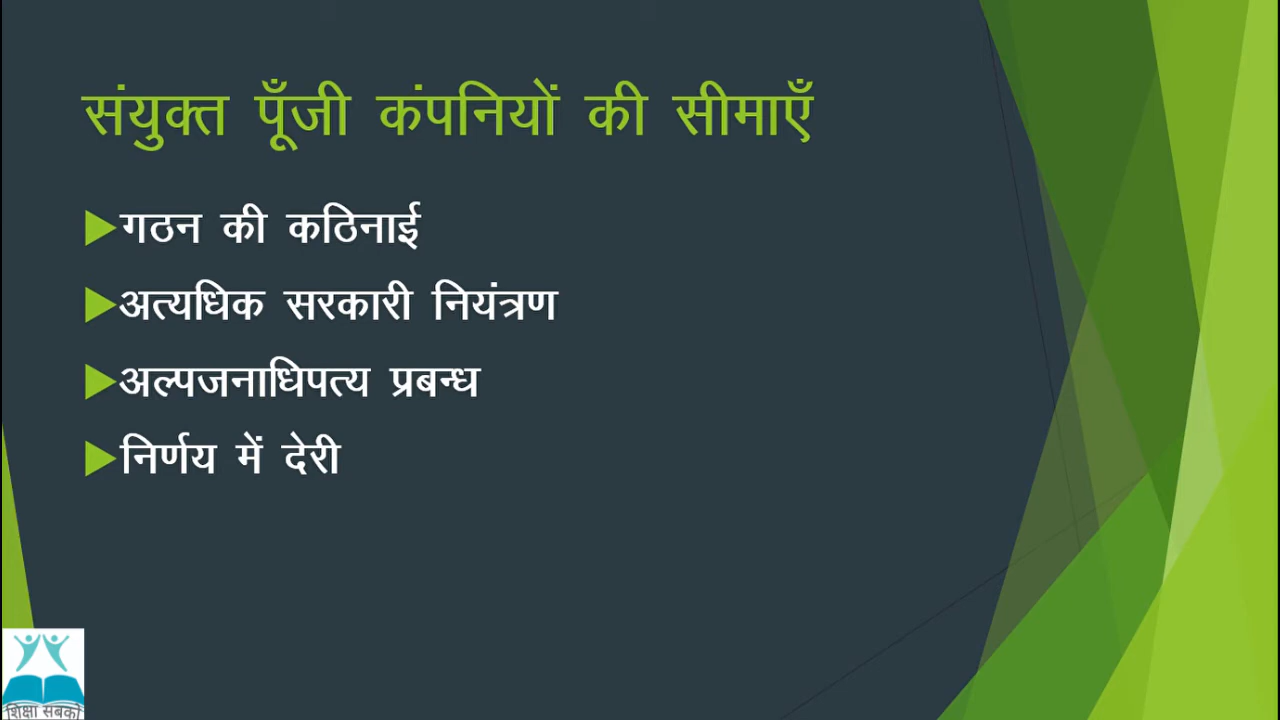 संयुक्त पूँजी कंपनियों की सीमाएँ
गठन की कठिनाई
अत्यधिक सरकारी नियंत्रण
अल्पजनाधिपत्य प्रबन्ध
निर्णय में देरी
शिक्षा सबको